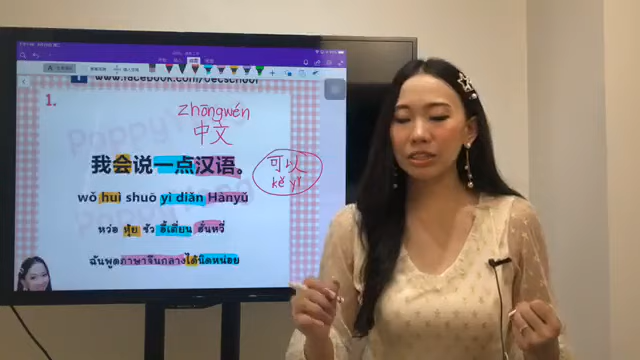 www.facebook.com/oecschool
1.
zhōngwén
中文
我会说一点汉语。
可以
kě yǐ
wǒ huì shuō yì diǎn Hànyǔ
หว่อ หุ้ย ซัว อี้เตี่ยน ฮั่นหวี่
ฉันพูดภาษาจีนกลางได้นิดหน่อย